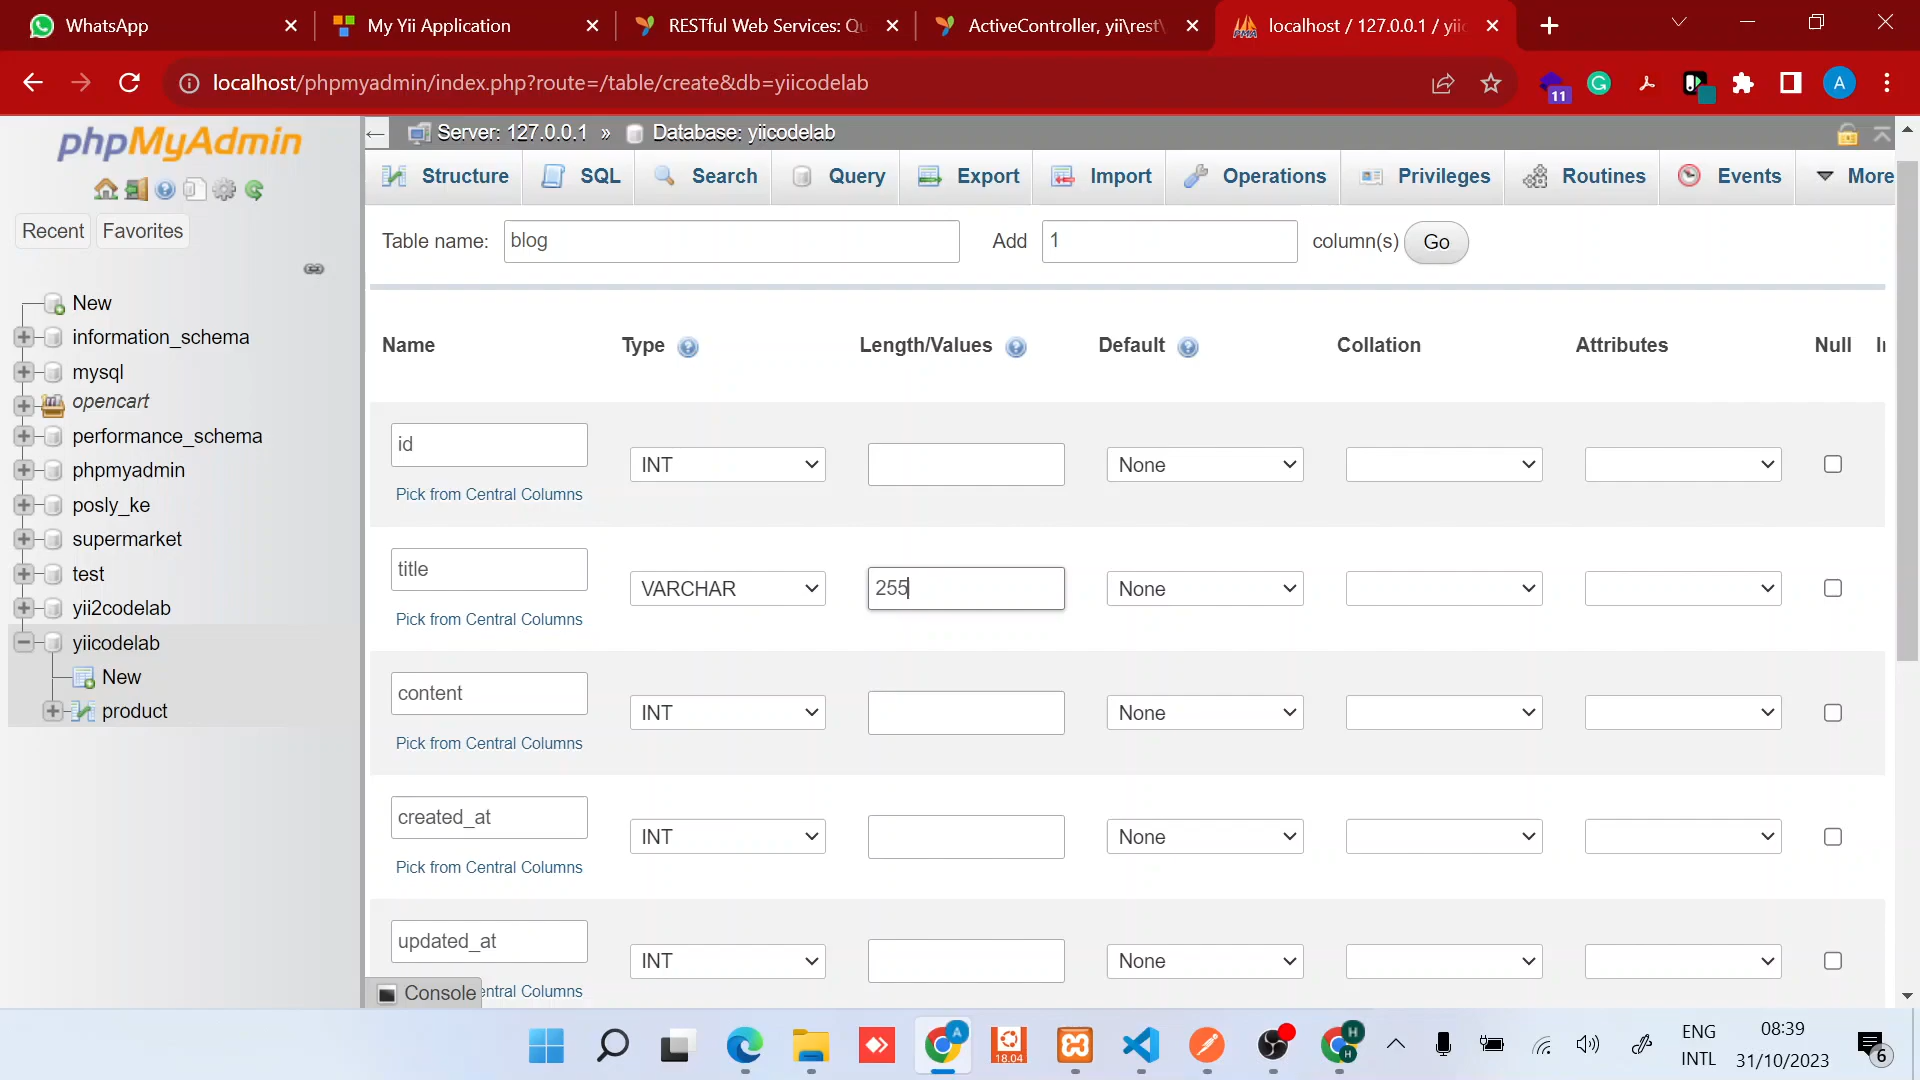 WhatsApp
My Yii Application
RESTful Web Services: Qu
ActiveController, yii\rest\
localhost / 127.0.0.1 / yii
localhost/phpmyadmin/index.php?route=/table/create&db=yiicodelab
11
A
phpMyAdmin
Server: 127.0.0.1 » Database: yiicodelab
Structure
SQL
Search
Query
Export
Import
Operations
Privileges
Routines
Events
More
Recent
Favorites
Table name:
blog
Add
1
column(s)
Go
New
information_schema
mysql
opencart
performance_schema
phpmyadmin
posly_ke
supermarket
test
yii2codelab
yiicodelab
New
product
Name
Type
Length/Values
Default
Collation
Attributes
Null
id
INT
None
Pick from Central Columns
title
VARCHAR
255
None
Pick from Central Columns
content
INT
None
Pick from Central Columns
created_at
INT
None
Pick from Central Columns
updated_at
INT
None
Console
entral Columns
A
18.04
H
H
ENG
INTL
08:39
31/10/2023
6